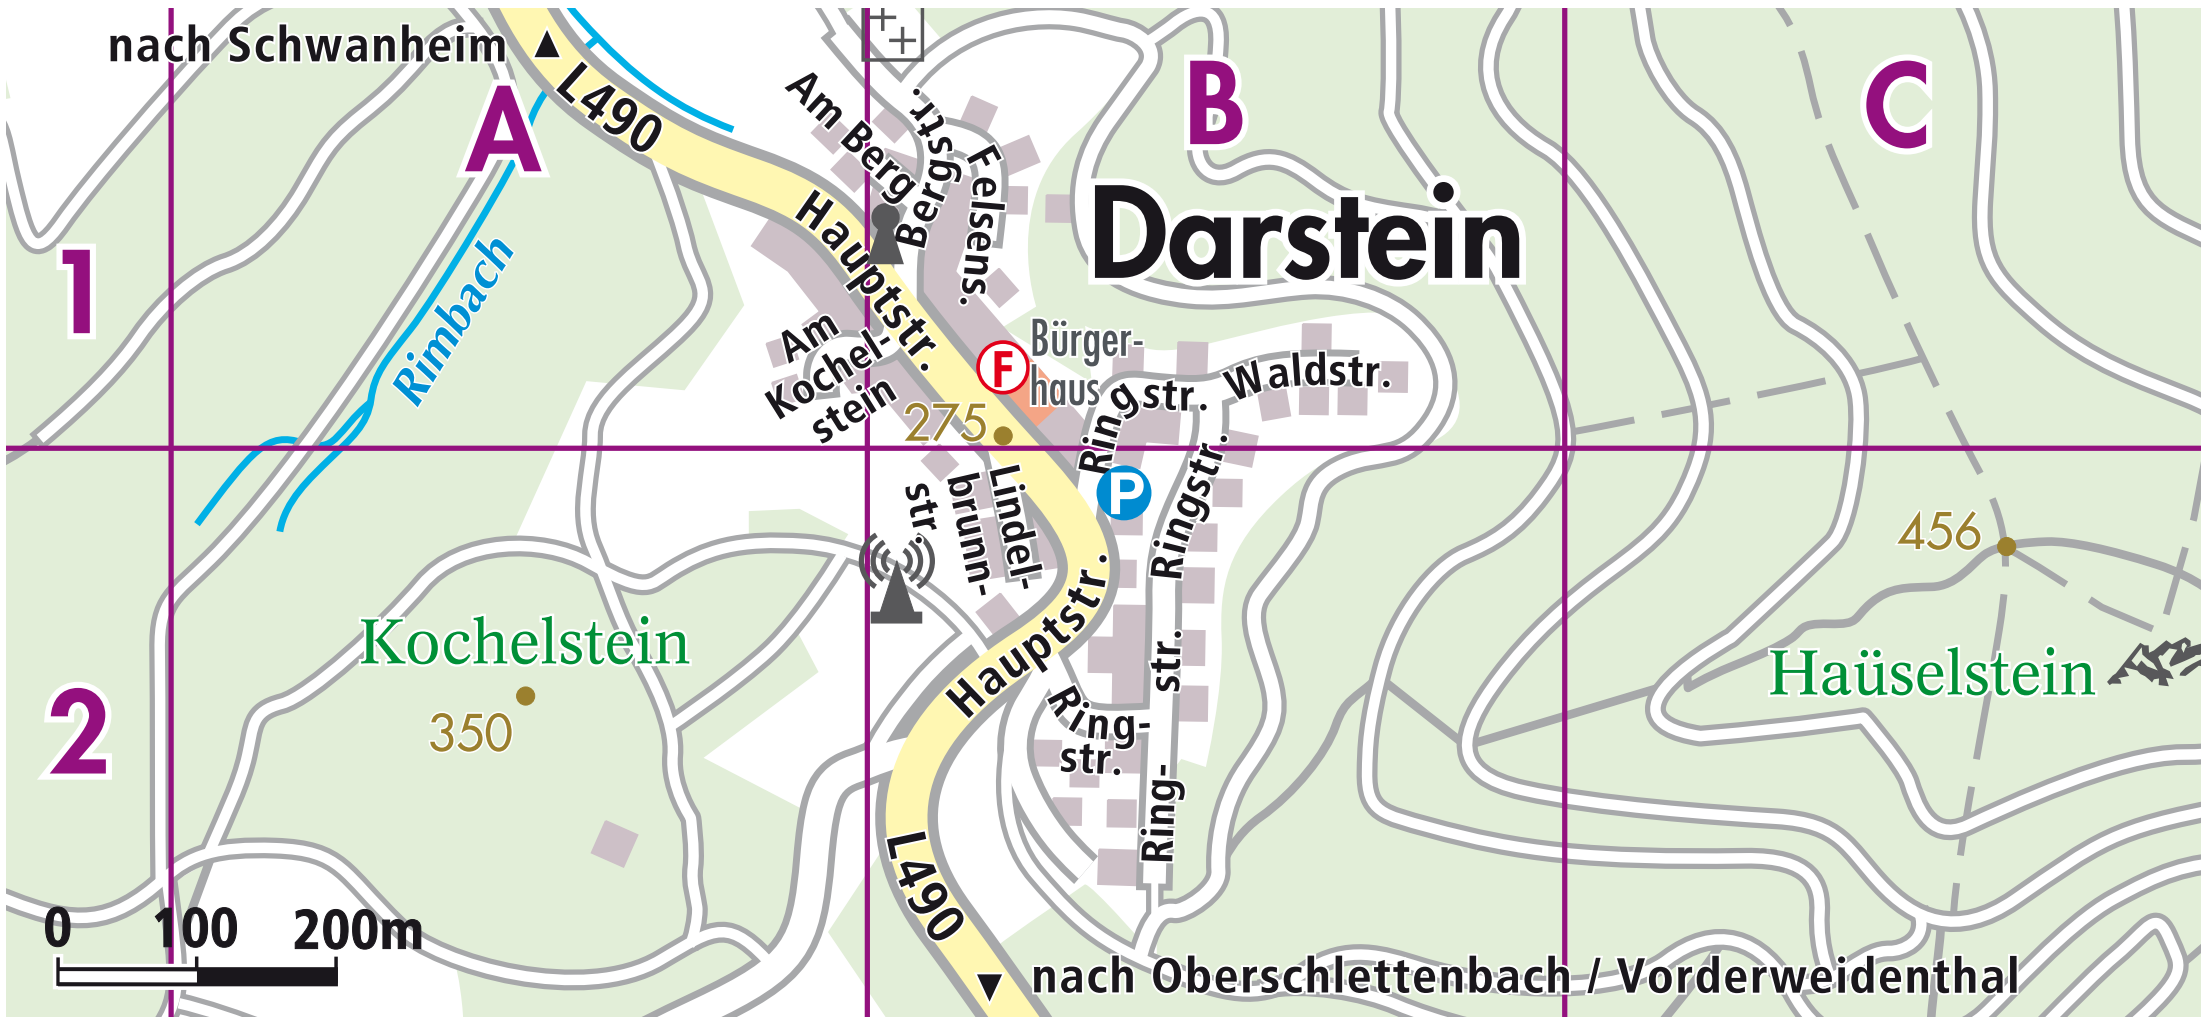 nach Schwanheim
A
B
C
L490
Am Berg
Bergstr.
Felsens.
Darstein
1
Rimbach
Hauptstr.
Am
Kochel-
stein
F
Bürger-
haus
275
Ringstr.
Waldstr.
Ringstr.
P
Lindel-
brunn-
str.
456
Kochelstein
350
Haüselstein
Hauptstr.
2
Ring-
str.
Ring-
str.
L490
0 100 200m
nach Oberschlettenbach / Vorderweidenthal